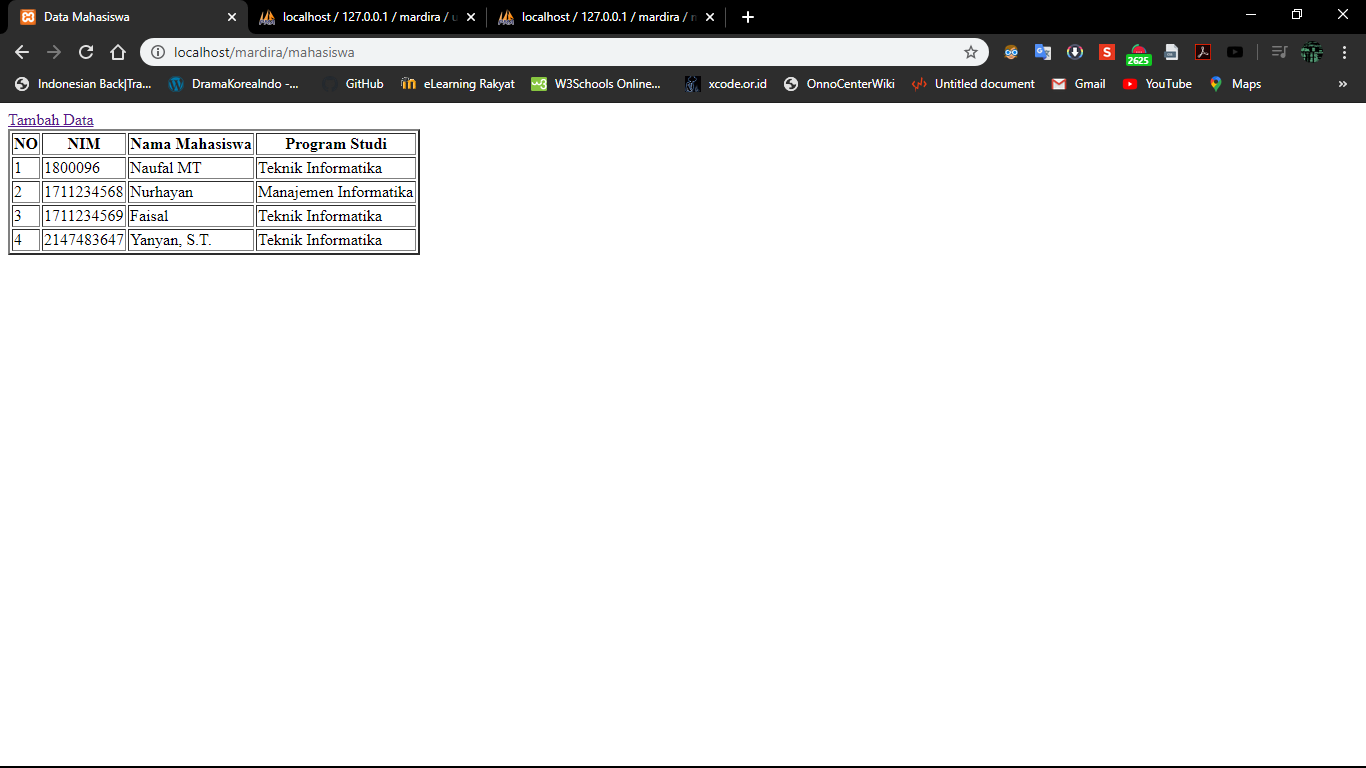 Data Mahasiswa
localhost / 127.0.0.1 / mardira / u
localhost / 127.0.0.1 / mardira / n
localhost/mardira/mahasiswa
S
2625
Indonesian Back|Tra...
DramaKoreaIndo -...
GitHub
eLearning Rakyat
W3Schools Online...
xcode.or.id
OnnoCenterWiki
Untitled document
Gmail
YouTube
Maps
»
Tambah Data
NO NIM Nama Mahasiswa Program Studi
1 1800096 Naufal MT Teknik Informatika
2 1711234568 Nurhayan Manajemen Informatika
3 1711234569 Faisal Teknik Informatika
4 2147483647 Yanyan, S.T. Teknik Informatika